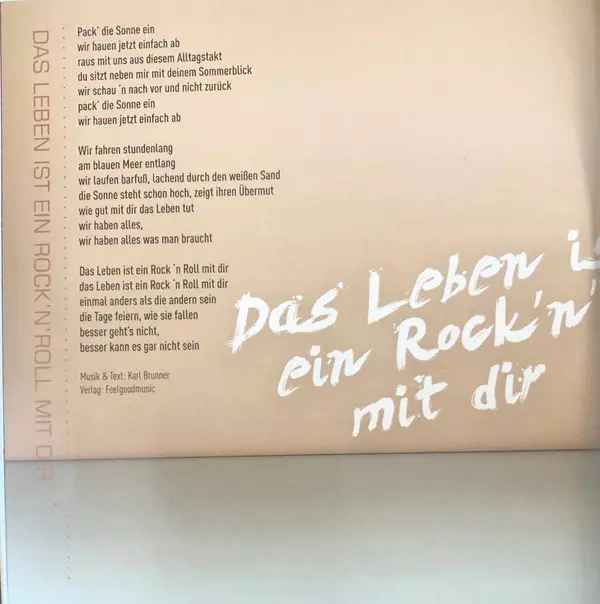 DAS LEBEN IST EIN ROCK'N'ROLL MIT DIR
Pack' die Sonne ein
wir hauen jetzt einfach ab
raus mit uns aus diesem Alltagstakt
du sitzt neben mir mit deinem Sommerblick
wir schau 'n nach vor und nicht zurück
pack' die Sonne ein
wir hauen jetzt einfach ab
Wir fahren stundenlang
am blauen Meer entlang
wir laufen barfuß, lachend durch den weißen Sand
die Sonne steht schon hoch, zeigt ihren Übermut
wie gut mit dir das Leben tut
wir haben alles,
wir haben alles was man braucht
Das Leben ist ein Rock 'n Roll mit dir
das Leben ist ein Rock 'n Roll mit dir
einmal anders als die andern sein
die Tage feiern, wie sie fallen
besser geht's nicht,
besser kann es gar nicht sein
Musik & Text: Karl Brunner
Verlag: Feelgoodmusic
Das Leben i
ein Rock'n'
mit dir